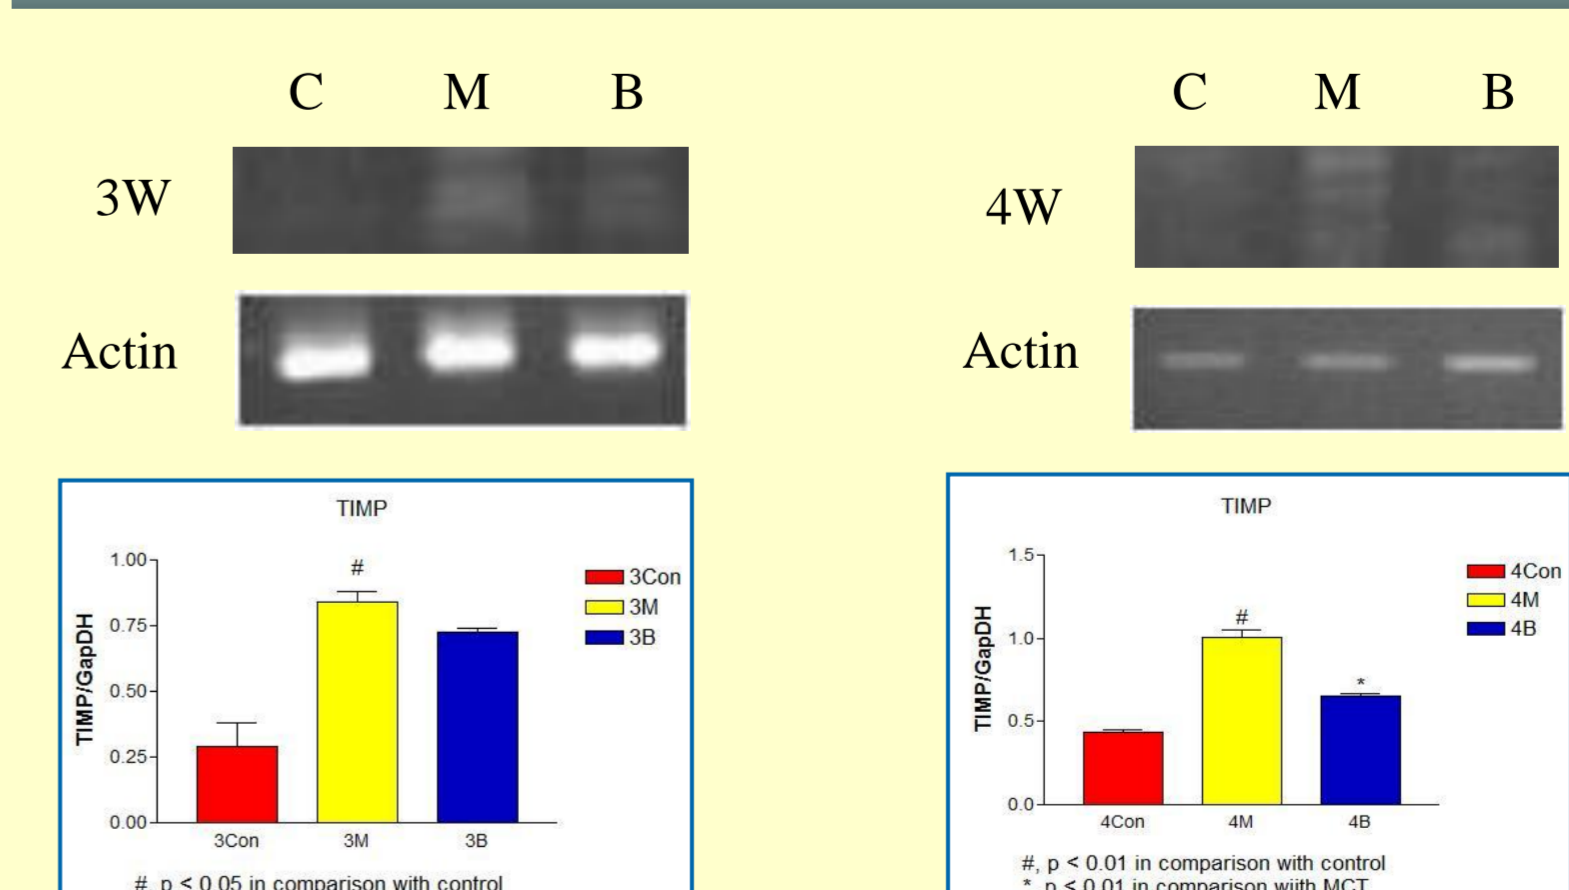 C M B
3W
Actin
TIMP
1.00
0.75
0.50
0.25
0.00
TIMP/GapDH
#
3Con
3M
3B
3Con 3M 3B
#, p < 0.05 in comparison with control
C M B
4W
Actin
TIMP
1.5
1.0
0.5
0.0
TIMP/GapDH
#
*
4Con
4M
4B
4Con 4M 4B
#, p < 0.01 in comparison with control
*, p < 0.01 in comparison wiith MCT